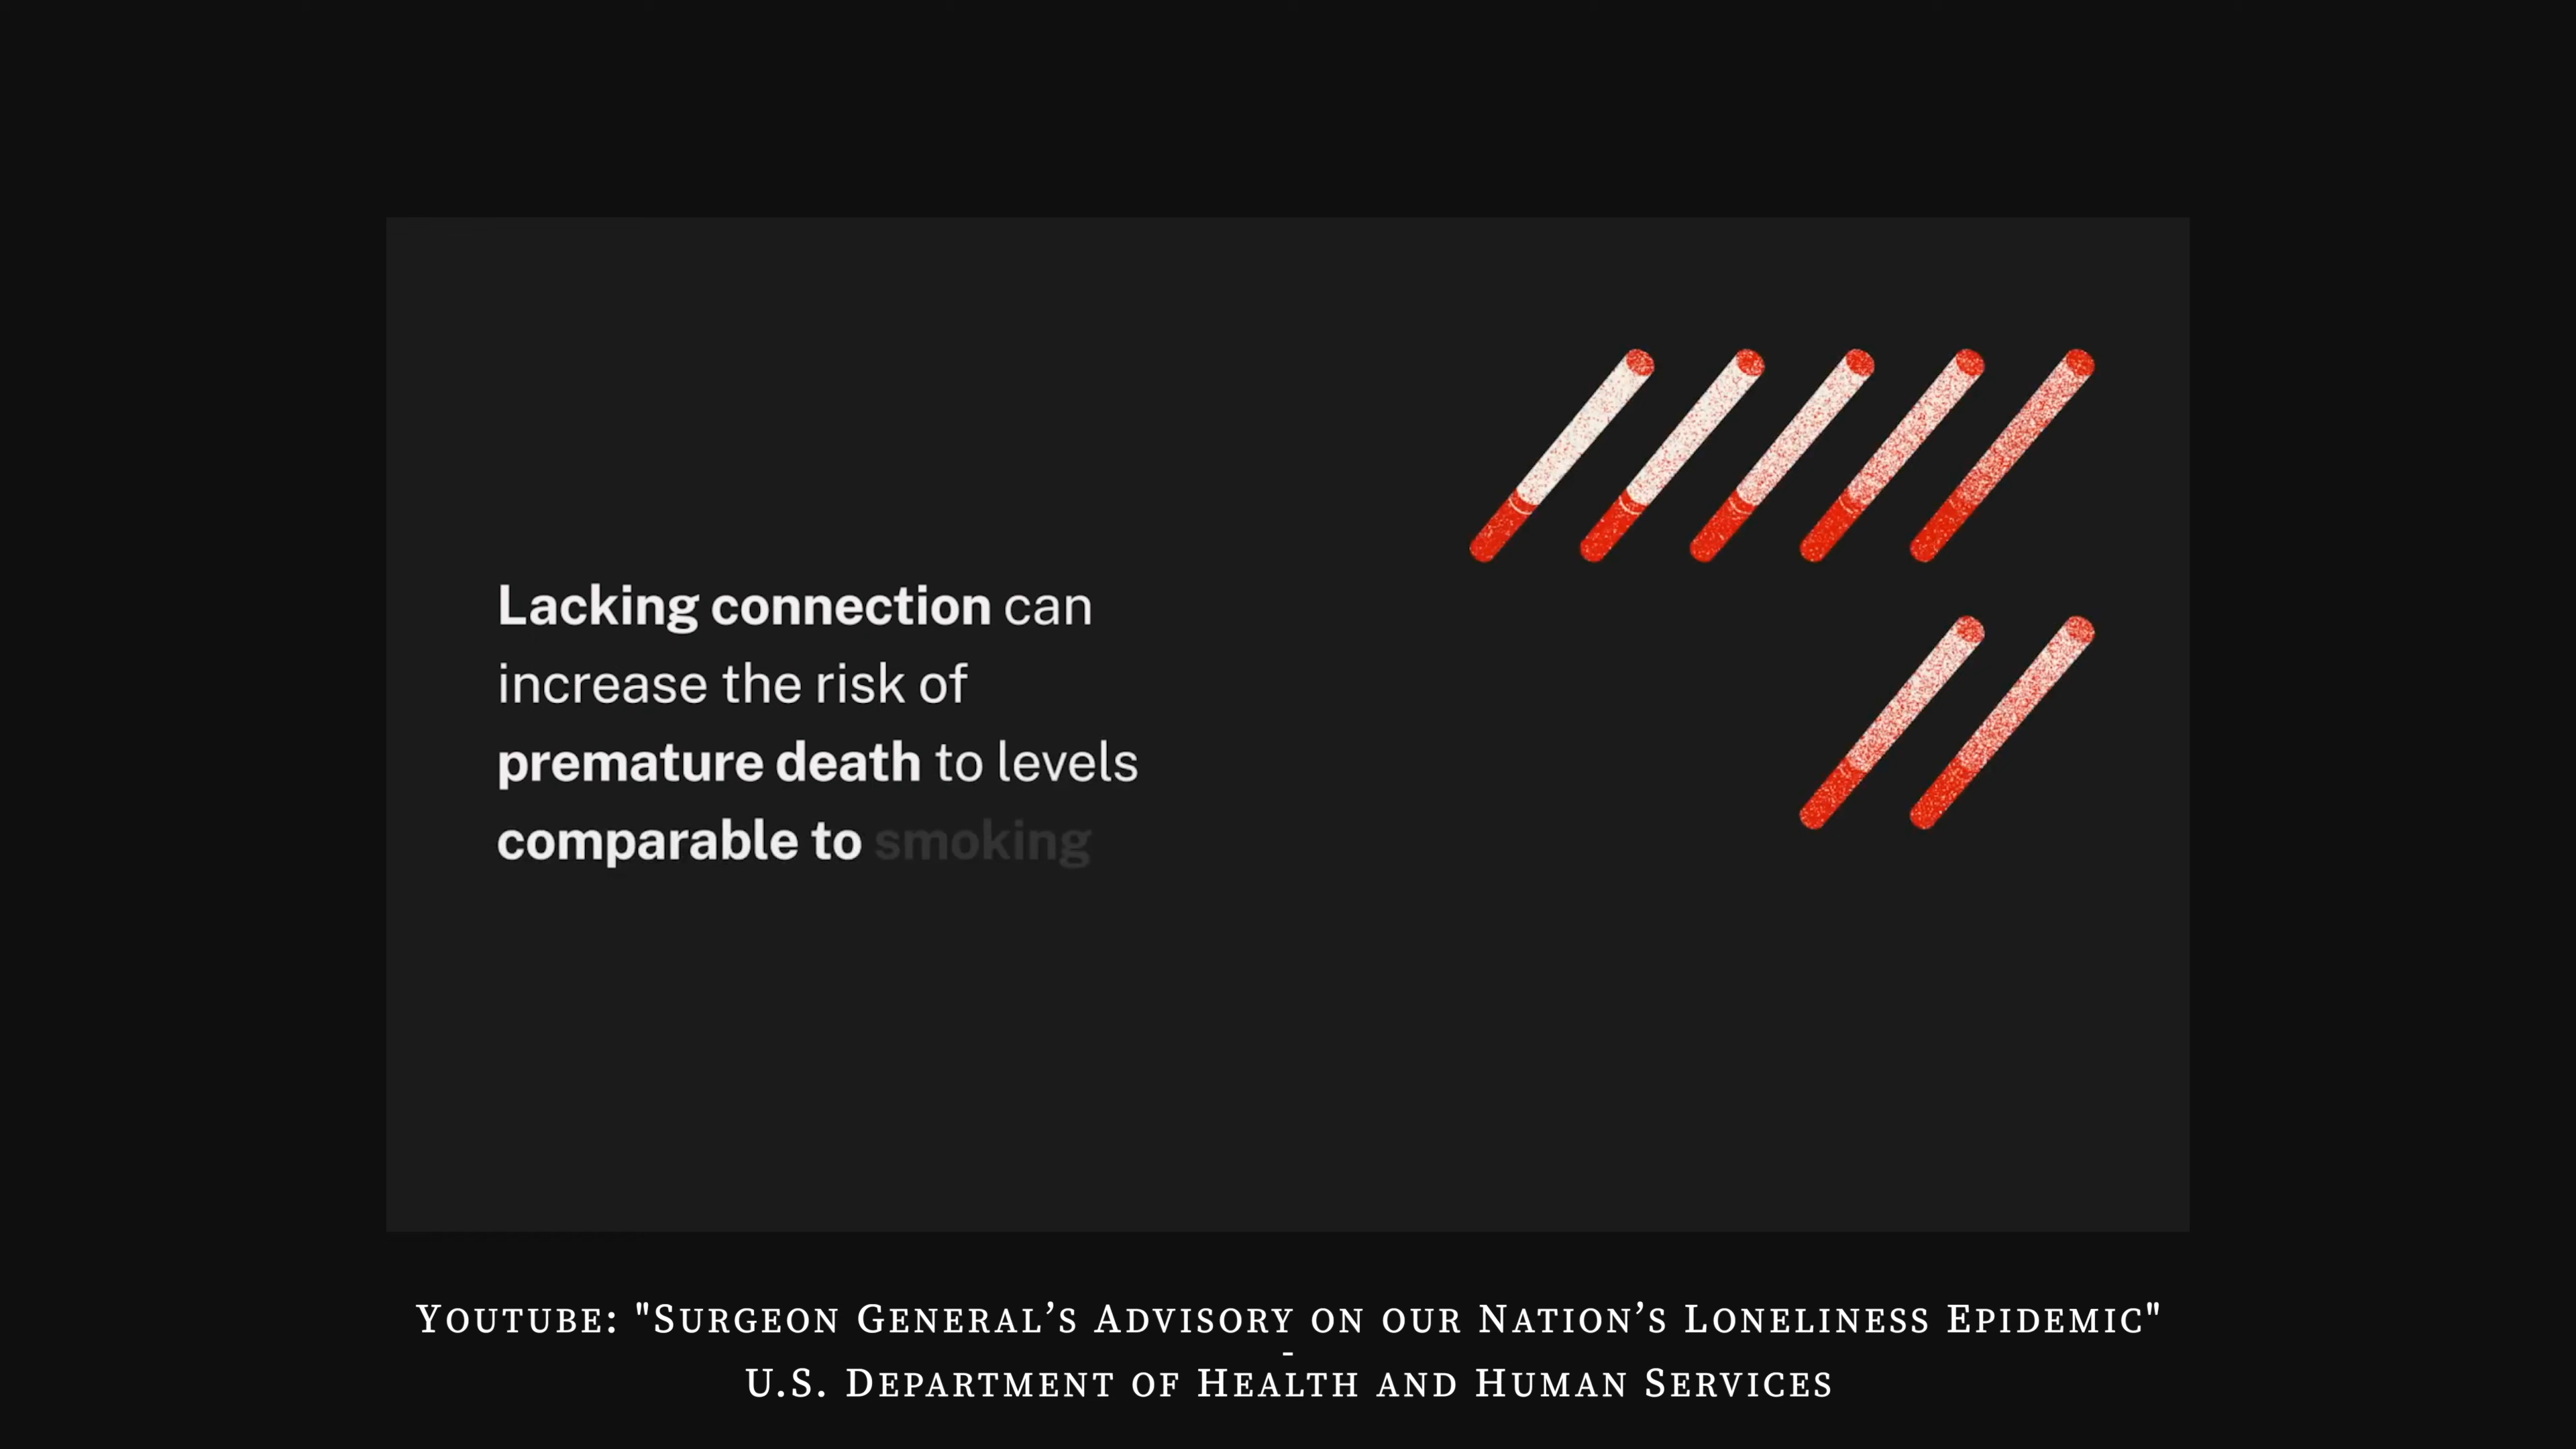 Lacking connection can
increase the risk of
premature death to levels
comparable to smoking
Youtube: "Surgeon General’s Advisory on our Nation’s Loneliness Epidemic"
-
U.S. Department of Health and Human Services